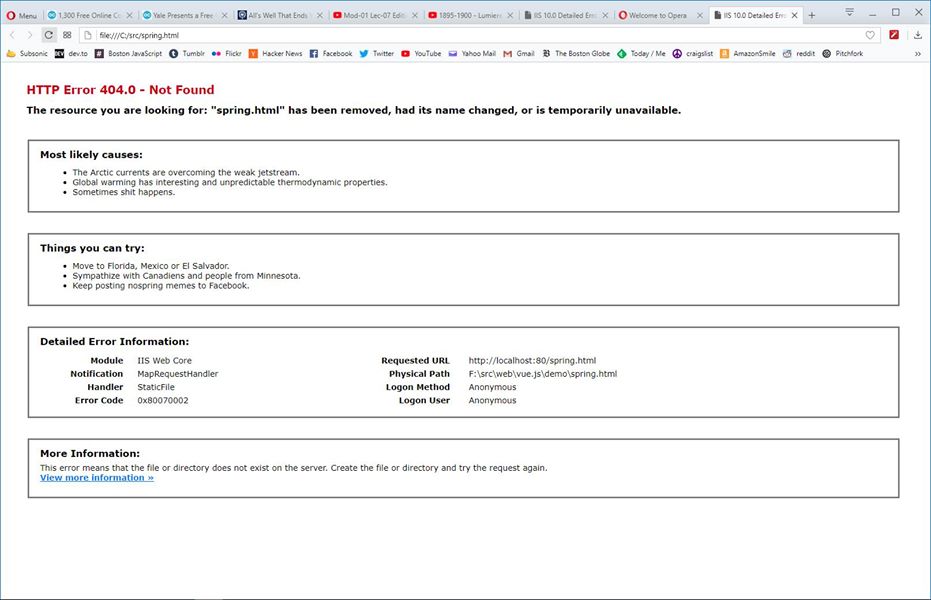 Menu 1,300 Free Online Co Yale Presents a Free All's Well That Ends Mod-01 Lec-07 Editi 1895-1900 - Lumiere IIS 10.0 Detailed Err Welcome to Opera IIS 10.0 Detailed Err
file:///C:/src/spring.html
Subsonic dev.to Boston JavaScript Tumblr Flickr Hacker News Facebook Twitter YouTube Yahoo Mail Gmail The Boston Globe Today / Me craigslist AmazonSmile reddit Pitchfork »
HTTP Error 404.0 - Not Found
The resource you are looking for: "spring.html" has been removed, had its name changed, or is temporarily unavailable.
Most likely causes:
• The Arctic currents are overcoming the weak jetstream.
• Global warming has interesting and unpredictable thermodynamic properties.
• Sometimes shit happens.
Things you can try:
• Move to Florida, Mexico or El Salvador.
• Sympathize with Canadiens and people from Minnesota.
• Keep posting nospring memes to Facebook.
Detailed Error Information:
Module IIS Web Core Requested URL http://localhost:80/spring.html
Notification MapRequestHandler Physical Path F:\src\web\vue.js\demo\spring.html
Handler StaticFile Logon Method Anonymous
Error Code 0x80070002 Logon User Anonymous
More Information:
This error means that the file or directory does not exist on the server. Create the file or directory and try the request again.
View more information »